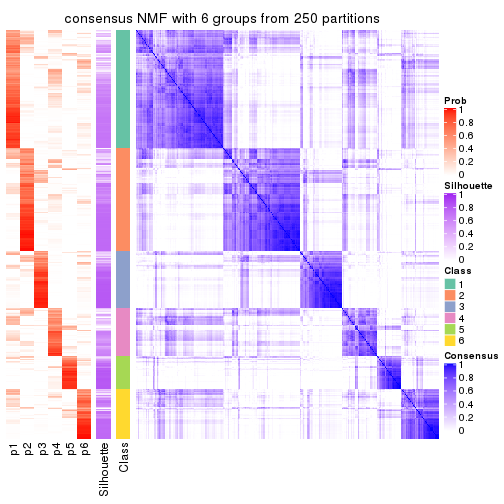 consensus NMF with 6 groups from 250 partitions
Prob
1
0.8
0.6
0.4
0.2
0
Silhouette
1
0.8
0.6
0.4
0.2
0
Class
1
2
3
4
5
6
Consensus
1
0.8
0.6
0.4
0.2
0
p1
p2
p3
p4
p5
p6
Silhouette
Class